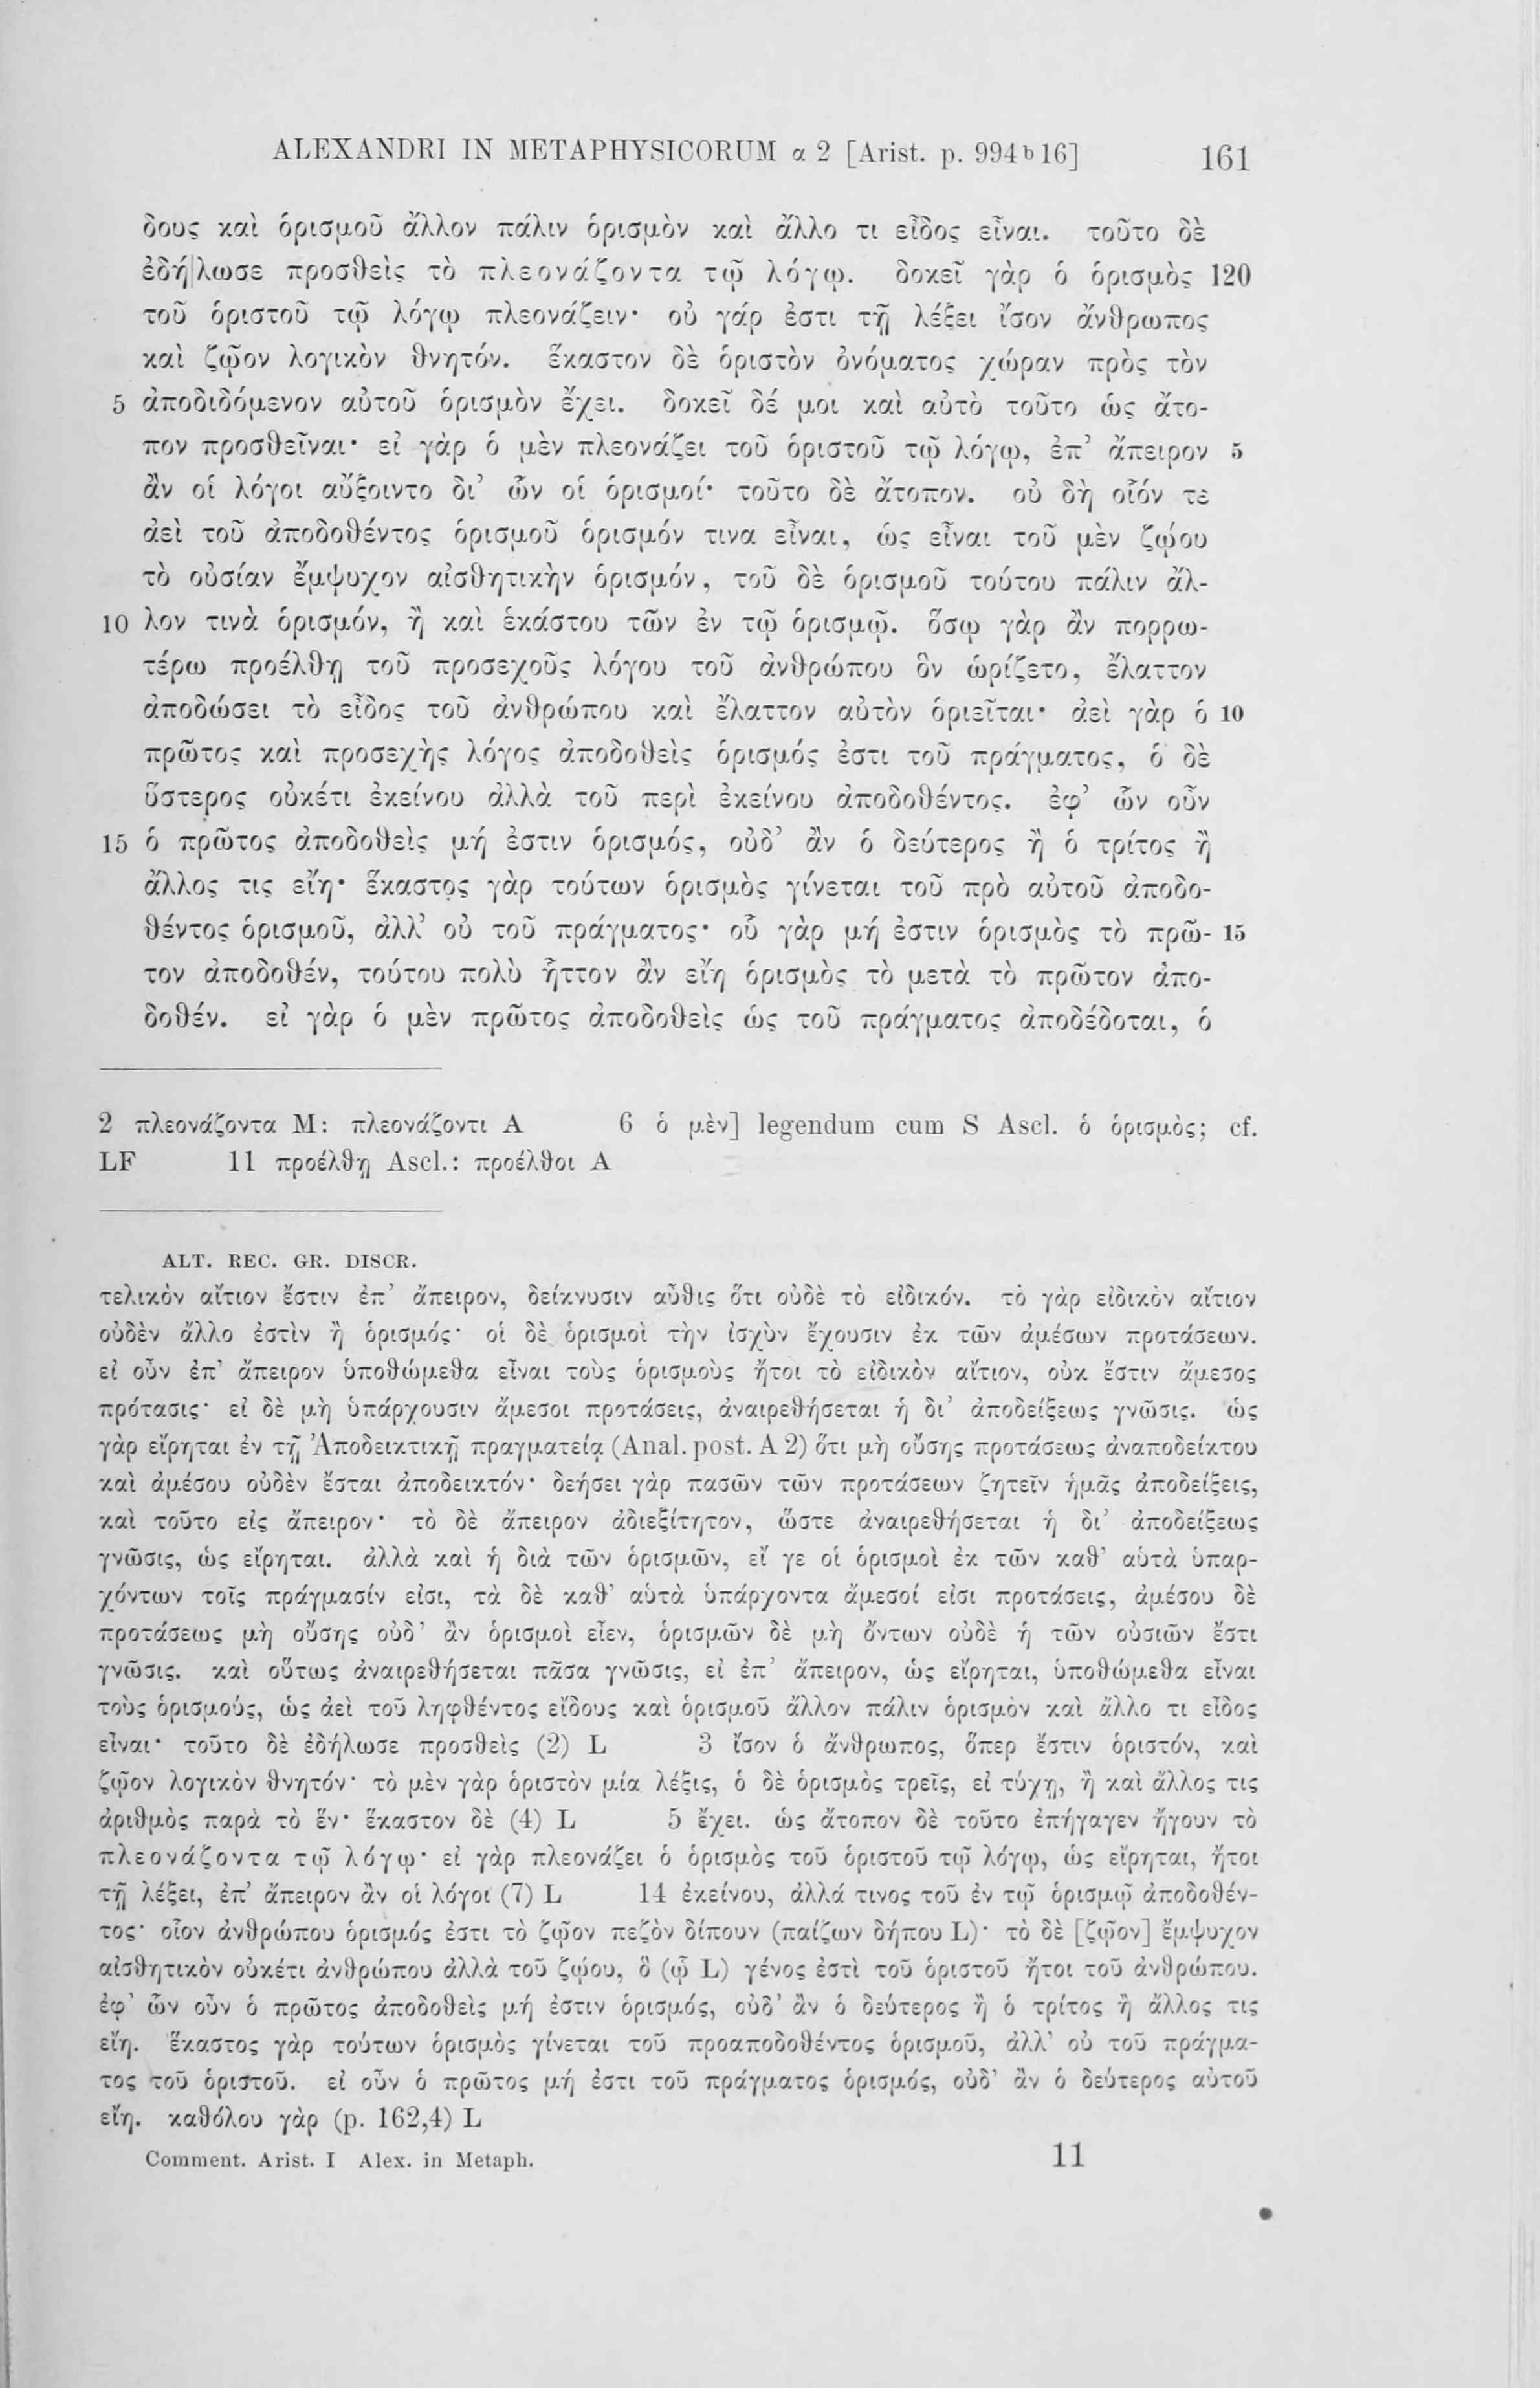 ALEXANDRI IN METAPHYSICORUM α 2 [Arist. p. 994ᵇ16] 161
δους καὶ ὁρισμοῦ ἄλλον πάλιν ὁρισμὸν καὶ ἄλλο τι εἶδος εἶναι. τοῦτο δὲ
ἐδή|λωσε προσθεὶς τὸ πλεονάζοντα τῷ λόγῳ. δοκεῖ γὰρ ὁ ὁρισμὸς 120
τοῦ ὁριστοῦ τῷ λόγῳ πλεονάζειν· οὐ γάρ ἐστι τῇ λέξει ἴσον ἄνθρωπος
καὶ ζῷον λογικὸν θνητόν. ἕκαστον δὲ ὁριστὸν ὀνόματος χώραν πρὸς τὸν
5 ἀποδιδόμενον αὐτοῦ ὁρισμὸν ἔχει. δοκεῖ δέ μοι καὶ αὐτὸ τοῦτο ὡς ἄτο-
πον προσθεῖναι· εἰ γὰρ ὁ μὲν πλεονάζει τοῦ ὁριστοῦ τῷ λόγῳ, ἐπ’ ἄπειρον 5
ἂν οἱ λόγοι αὔξοιντο δι’ ὧν οἱ ὁρισμοί· τοῦτο δὲ ἄτοπον. οὐ δὴ οἷόν τε
ἀεὶ τοῦ ἀποδοθέντος ὁρισμοῦ ὁρισμόν τινα εἶναι, ὡς εἶναι τοῦ μὲν ζῴου
τὸ οὐσίαν ἔμψυχον αἰσθητικὴν ὁρισμόν, τοῦ δὲ ὁρισμοῦ τούτου πάλιν ἄλ-
10 λον τινὰ ὁρισμόν, ἢ καὶ ἑκάστου τῶν ἐν τῷ ὁρισμῷ. ὅσῳ γὰρ ἂν πορρω-
τέρω προέλθῃ τοῦ προσεχοῦς λόγου τοῦ ἀνθρώπου ὃν ὡρίζετο, ἔλαττον
ἀποδώσει τὸ εἶδος τοῦ ἀνθρώπου καὶ ἔλαττον αὐτὸν ὁριεῖται· ἀεὶ γὰρ ὁ 10
πρῶτος καὶ προσεχὴς λόγος ἀποδοθεὶς ὁρισμός ἐστι τοῦ πράγματος, ὁ δὲ
ὕστερος οὐκέτι ἐκείνου ἀλλὰ τοῦ περὶ ἐκείνου ἀποδοθέντος. ἐφ’ ὧν οὖν
15 ὁ πρῶτος ἀποδοθεὶς μή ἐστιν ὁρισμός, οὐδ’ ἂν ὁ δεύτερος ἢ ὁ τρίτος ἢ
ἄλλος τις εἴη· ἕκαστος γὰρ τούτων ὁρισμὸς γίνεται τοῦ πρὸ αὐτοῦ ἀποδο-
θέντος ὁρισμοῦ, ἀλλ’ οὐ τοῦ πράγματος· οὗ γὰρ μή ἐστιν ὁρισμὸς τὸ πρῶ- 15
τον ἀποδοθέν, τούτου πολὺ ἧττον ἂν εἴη ὁρισμὸς τὸ μετὰ τὸ πρῶτον ἀπο-
δοθέν. εἰ γὰρ ὁ μὲν πρῶτος ἀποδοθεὶς ὡς τοῦ πράγματος ἀποδέδοται, ὁ
2 πλεονάζοντα M: πλεονάζοντι A 6 ὁ μὲν] legendum cum S Ascl. ὁ ὁρισμὸς; cf.
LF 11 προέλθῃ Ascl.: προέλθοι A
ALT. REC. GR. DISCR.
τελικὸν αἴτιον ἔστιν ἐπ’ ἄπειρον, δείκνυσιν αὖθις ὅτι οὐδὲ τὸ εἰδικόν. τὸ γὰρ εἰδικὸν αἴτιον
οὐδὲν ἄλλο ἐστὶν ἢ ὁρισμός· οἱ δὲ ὁρισμοὶ τὴν ἰσχὺν ἔχουσιν ἐκ τῶν ἀμέσων προτάσεων.
εἰ οὖν ἐπ’ ἄπειρον ὑποθώμεθα εἶναι τοὺς ὁρισμοὺς ἤτοι τὸ εἰδικὸν αἴτιον, οὐκ ἔστιν ἄμεσος
πρότασις· εἰ δὲ μὴ ὑπάρχουσιν ἄμεσοι προτάσεις, ἀναιρεθήσεται ἡ δι’ ἀποδείξεως γνῶσις. ὡς
γὰρ εἴρηται ἐν τῇ Ἀποδεικτικῇ πραγματείᾳ (Anal. post. A 2) ὅτι μὴ οὔσης προτάσεως ἀναποδείκτου
καὶ ἀμέσου οὐδὲν ἔσται ἀποδεικτόν· δεήσει γὰρ πασῶν τῶν προτάσεων ζητεῖν ἡμᾶς ἀποδείξεις,
καὶ τοῦτο εἰς ἄπειρον· τὸ δὲ ἄπειρον ἀδιεξίτητον, ὥστε ἀναιρεθήσεται ἡ δι’ ἀποδείξεως
γνῶσις, ὡς εἴρηται. ἀλλὰ καὶ ἡ διὰ τῶν ὁρισμῶν, εἴ γε οἱ ὁρισμοὶ ἐκ τῶν καθ’ αὑτὰ ὑπαρ-
χόντων τοῖς πράγμασίν εἰσι, τὰ δὲ καθ’ αὑτὰ ὑπάρχοντα ἄμεσοί εἰσι προτάσεις, ἀμέσου δὲ
προτάσεως μὴ οὔσης οὐδ’ ἂν ὁρισμοὶ εἶεν, ὁρισμῶν δὲ μὴ ὄντων οὐδὲ ἡ τῶν οὐσιῶν ἔστι
γνῶσις. καὶ οὕτως ἀναιρεθήσεται πᾶσα γνῶσις, εἰ ἐπ’ ἄπειρον, ὡς εἴρηται, ὑποθώμεθα εἶναι
τοὺς ὁρισμούς, ὡς ἀεὶ τοῦ ληφθέντος εἴδους καὶ ὁρισμοῦ ἄλλον πάλιν ὁρισμὸν καὶ ἄλλο τι εἶδος
εἶναι· τοῦτο δὲ ἐδήλωσε προσθεὶς (2) L 3 ἴσον ὁ ἄνθρωπος, ὅπερ ἔστιν ὁριστόν, καὶ
ζῷον λογικὸν θνητόν· τὸ μὲν γὰρ ὁριστὸν μία λέξις, ὁ δὲ ὁρισμὸς τρεῖς, εἰ τύχῃ, ἢ καὶ ἄλλος τις
ἀριθμὸς παρὰ τὸ ἕν· ἕκαστον δὲ (4) L 5 ἔχει. ὡς ἄτοπον δὲ τοῦτο ἐπήγαγεν ἤγουν τὸ
πλεονάζοντα τῷ λόγῳ· εἰ γὰρ πλεονάζει ὁ ὁρισμὸς τοῦ ὁριστοῦ τῷ λόγῳ, ὡς εἴρηται, ἤτοι
τῇ λέξει, ἐπ’ ἄπειρον ἂν οἱ λόγοι (7) L 14 ἐκείνου, ἀλλά τινος τοῦ ἐν τῷ ὁρισμῷ ἀποδοθέν-
τος· οἷον ἀνθρώπου ὁρισμός ἐστι τὸ ζῷον πεζὸν δίπουν (παίζων δήπου L)· τὸ δὲ [ζῷον] ἔμψυχον
αἰσθητικὸν οὐκέτι ἀνθρώπου ἀλλὰ τοῦ ζῴου, ὃ (ᾧ L) γένος ἐστὶ τοῦ ὁριστοῦ ἤτοι τοῦ ἀνθρώπου.
ἐφ’ ὧν οὖν ὁ πρῶτος ἀποδοθεὶς μή ἐστιν ὁρισμός, οὐδ’ ἂν ὁ δεύτερος ἢ ὁ τρίτος ἢ ἄλλος τις
εἴη. ἕκαστος γὰρ τούτων ὁρισμὸς γίνεται τοῦ προαποδοθέντος ὁρισμοῦ, ἀλλ’ οὐ τοῦ πράγμα-
τος τοῦ ὁριστοῦ. εἰ οὖν ὁ πρῶτος μή ἐστι τοῦ πράγματος ὁρισμός, οὐδ’ ἂν ὁ δεύτερος αὐτοῦ
εἴη. καθόλου γὰρ (p. 162,4) L
Comment. Arist. I Alex. in Metaph. 11